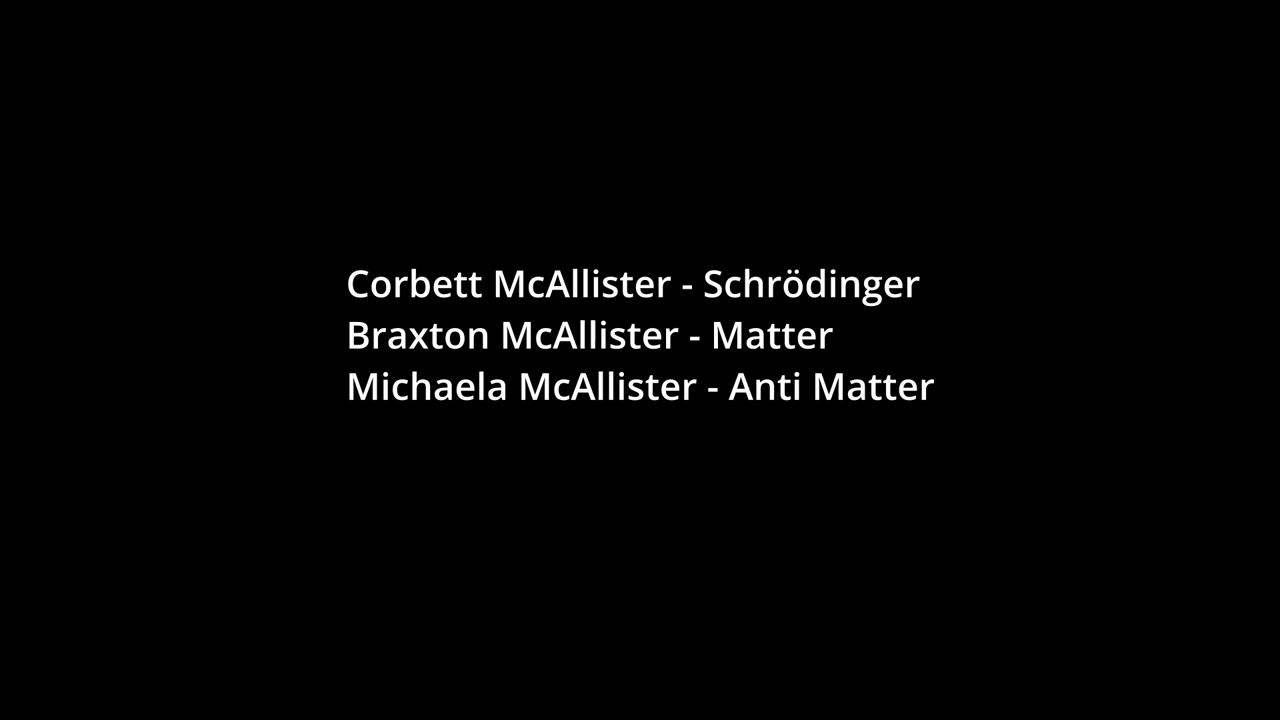 Corbett McAllister - Schrödinger
Braxton McAllister - Matter
Michaela McAllister - Anti Matter